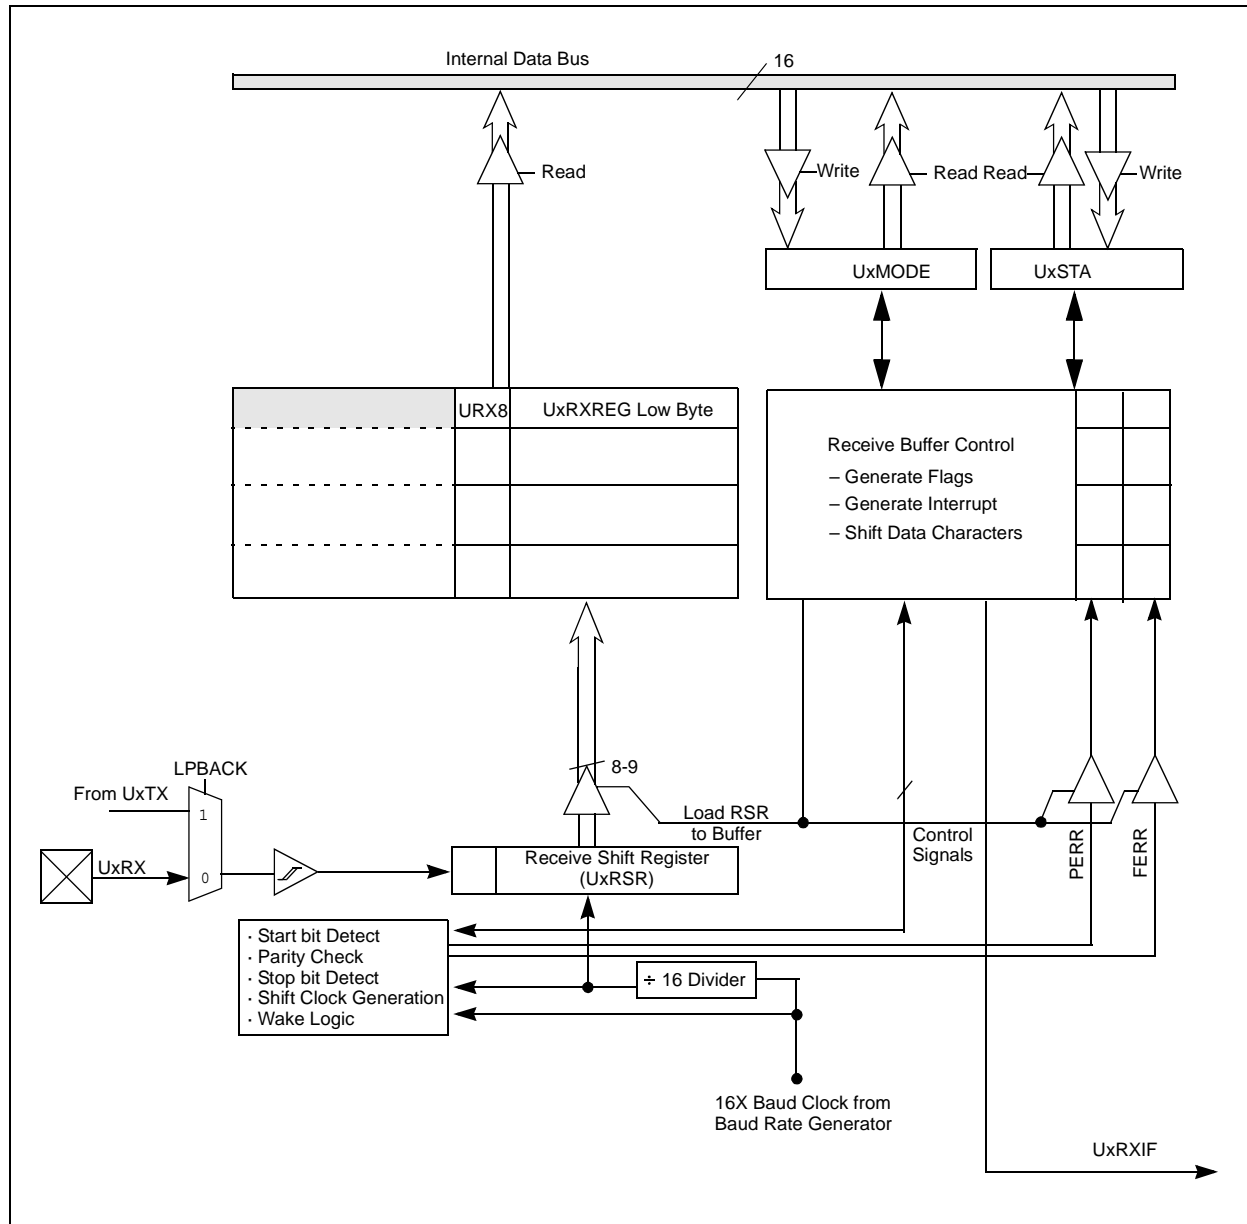 Internal Data Bus
16
Read
Write
Read Read
Write
UxMODE
UxSTA
URX8
UxRXREG Low Byte
Receive Buffer Control
– Generate Flags
– Generate Interrupt
– Shift Data Characters
LPBACK
From UxTX
1
UxRX
0
8-9
Load RSR
to Buffer
Control
Signals
PERR
FERR
Receive Shift Register
(UxRSR)
· Start bit Detect
· Parity Check
· Stop bit Detect
· Shift Clock Generation
· Wake Logic
÷ 16 Divider
16X Baud Clock from
Baud Rate Generator
UxRXIF